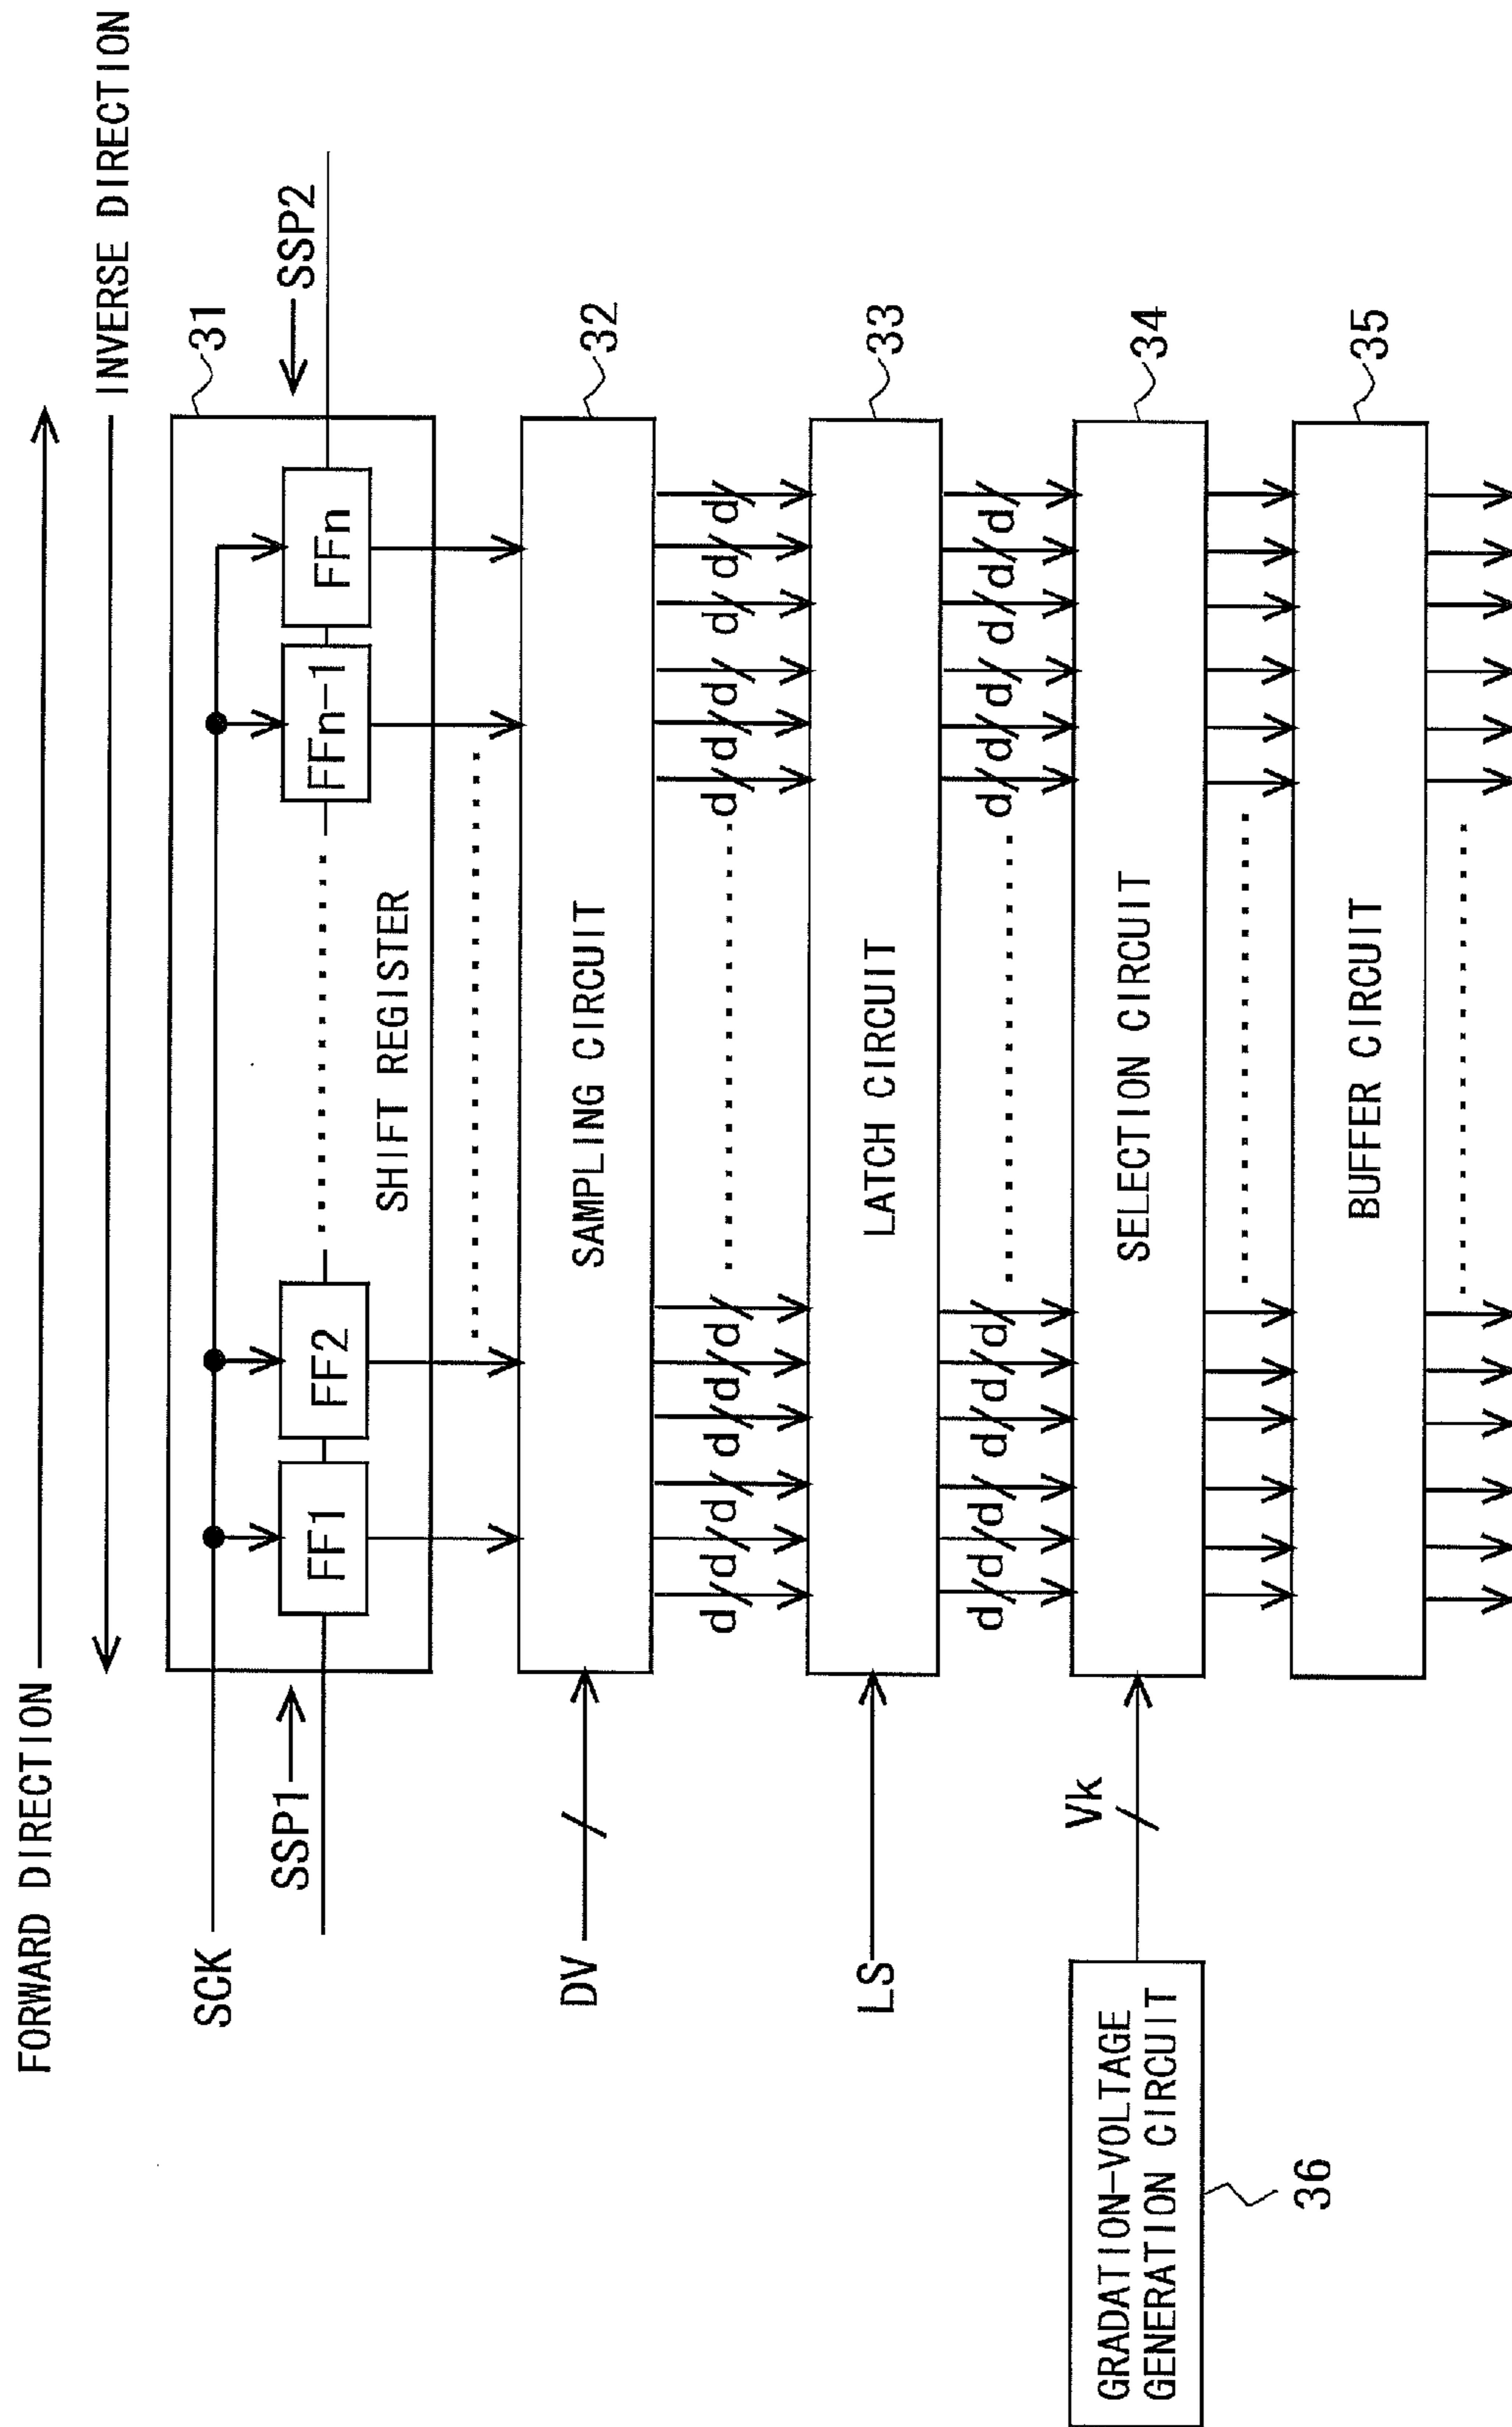 FORWARD DIRECTION
INVERSE DIRECTION
31
SCK
SSP1
SSP2
FF1
FF2
FFn-1
FFn
SHIFT REGISTER
32
DV
SAMPLING CIRCUIT
d d d d d d d d d d d d
33
LS
LATCH CIRCUIT
d d d d d d d d d d d d
34
Vk
SELECTION CIRCUIT
GRADATION-VOLTAGE
GENERATION CIRCUIT
36
35
BUFFER CIRCUIT